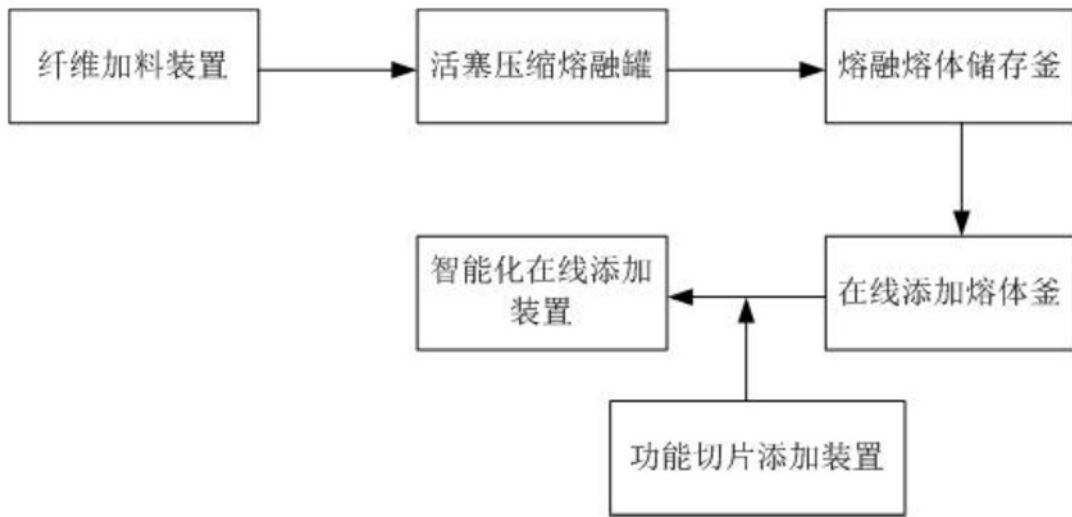 纤维加料装置
活塞压缩熔融罐
熔融熔体储存釜
智能化在线添加
装置
在线添加熔体釜
功能切片添加装置